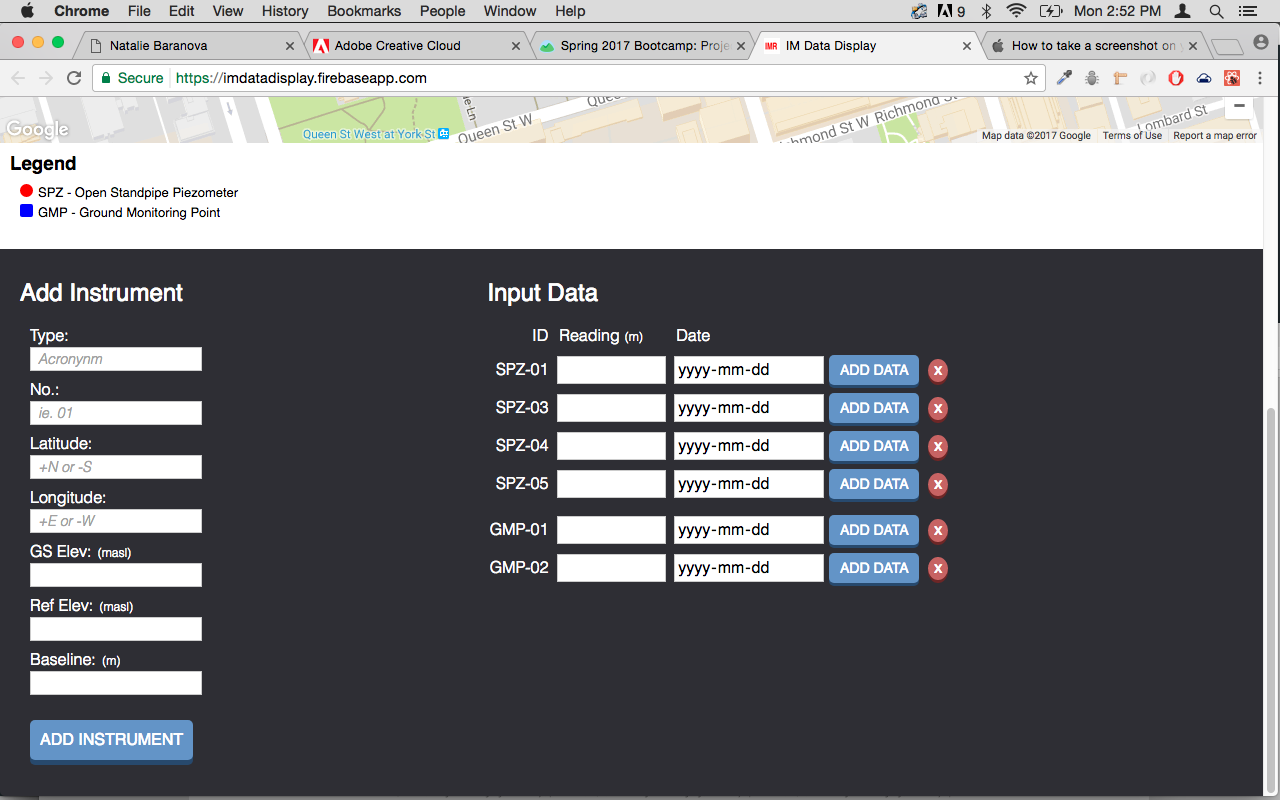 Chrome File Edit View History Bookmarks People Window Help 9 Mon 2:52 PM
Natalie Baranova Adobe Creative Cloud Spring 2017 Bootcamp: Proje IMR IM Data Display How to take a screenshot on
Secure https://imdatadisplay.firebaseapp.com
Queen St W Richmond St W Richmond St Lombard St
Queen St West at York St
Google Map data ©2017 Google Terms of Use Report a map error
Legend
SPZ - Open Standpipe Piezometer
GMP - Ground Monitoring Point
Add Instrument
Type:
Acronynm
No.:
ie. 01
Latitude:
+N or -S
Longitude:
+E or -W
GS Elev: (masl)
Ref Elev: (masl)
Baseline: (m)
ADD INSTRUMENT
Input Data
ID Reading (m) Date
SPZ-01 yyyy-mm-dd ADD DATA x
SPZ-03 yyyy-mm-dd ADD DATA x
SPZ-04 yyyy-mm-dd ADD DATA x
SPZ-05 yyyy-mm-dd ADD DATA x
GMP-01 yyyy-mm-dd ADD DATA x
GMP-02 yyyy-mm-dd ADD DATA x